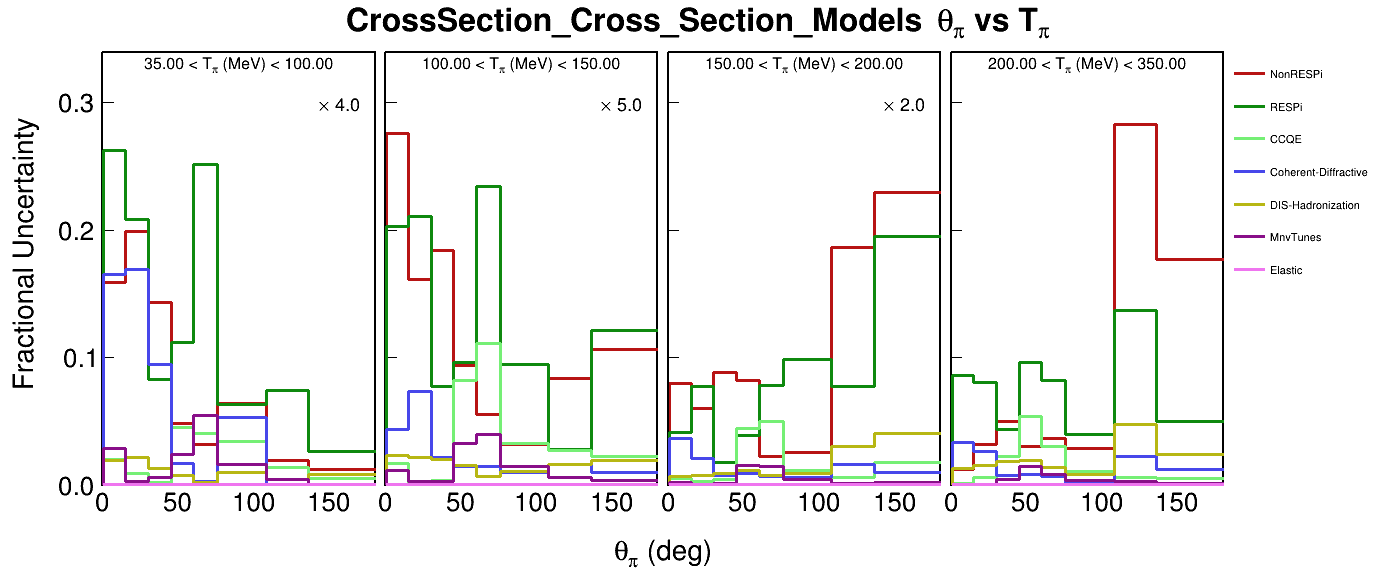 CrossSection_Cross_Section_Models θπ vs Tπ
35.00 < Tπ (MeV) < 100.00
100.00 < Tπ (MeV) < 150.00
150.00 < Tπ (MeV) < 200.00
200.00 < Tπ (MeV) < 350.00
× 4.0
× 5.0
× 2.0
NonRESPi
RESPi
CCQE
Coherent-Diffractive
DIS-Hadronization
MnvTunes
Elastic
Fractional Uncertainty
0.3
0.2
0.1
0.0
0 50 100 150
0 50 100 150
0 50 100 150
0 50 100 150
θπ (deg)